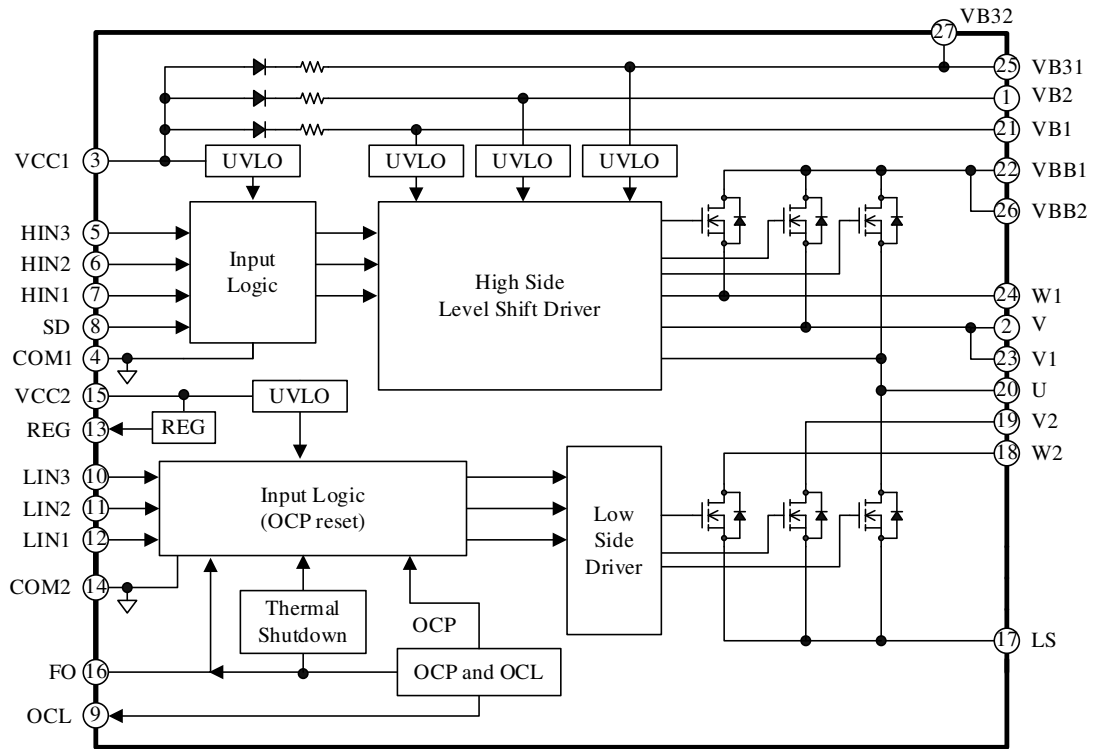 VB32
27
25 VB31
1 VB2
21 VB1
VCC1 3
UVLO
UVLO
UVLO
UVLO
22 VBB1
26 VBB2
HIN3 5
HIN2 6
HIN1 7
SD 8
COM1 4
Input
Logic
High Side
Level Shift Driver
24 W1
2 V
23 V1
20 U
19 V2
18 W2
VCC2 15
UVLO
REG 13
REG
LIN3 10
LIN2 11
LIN1 12
COM2 14
Input Logic
(OCP reset)
Low
Side
Driver
Thermal
Shutdown
OCP
OCP and OCL
17 LS
FO 16
OCL 9